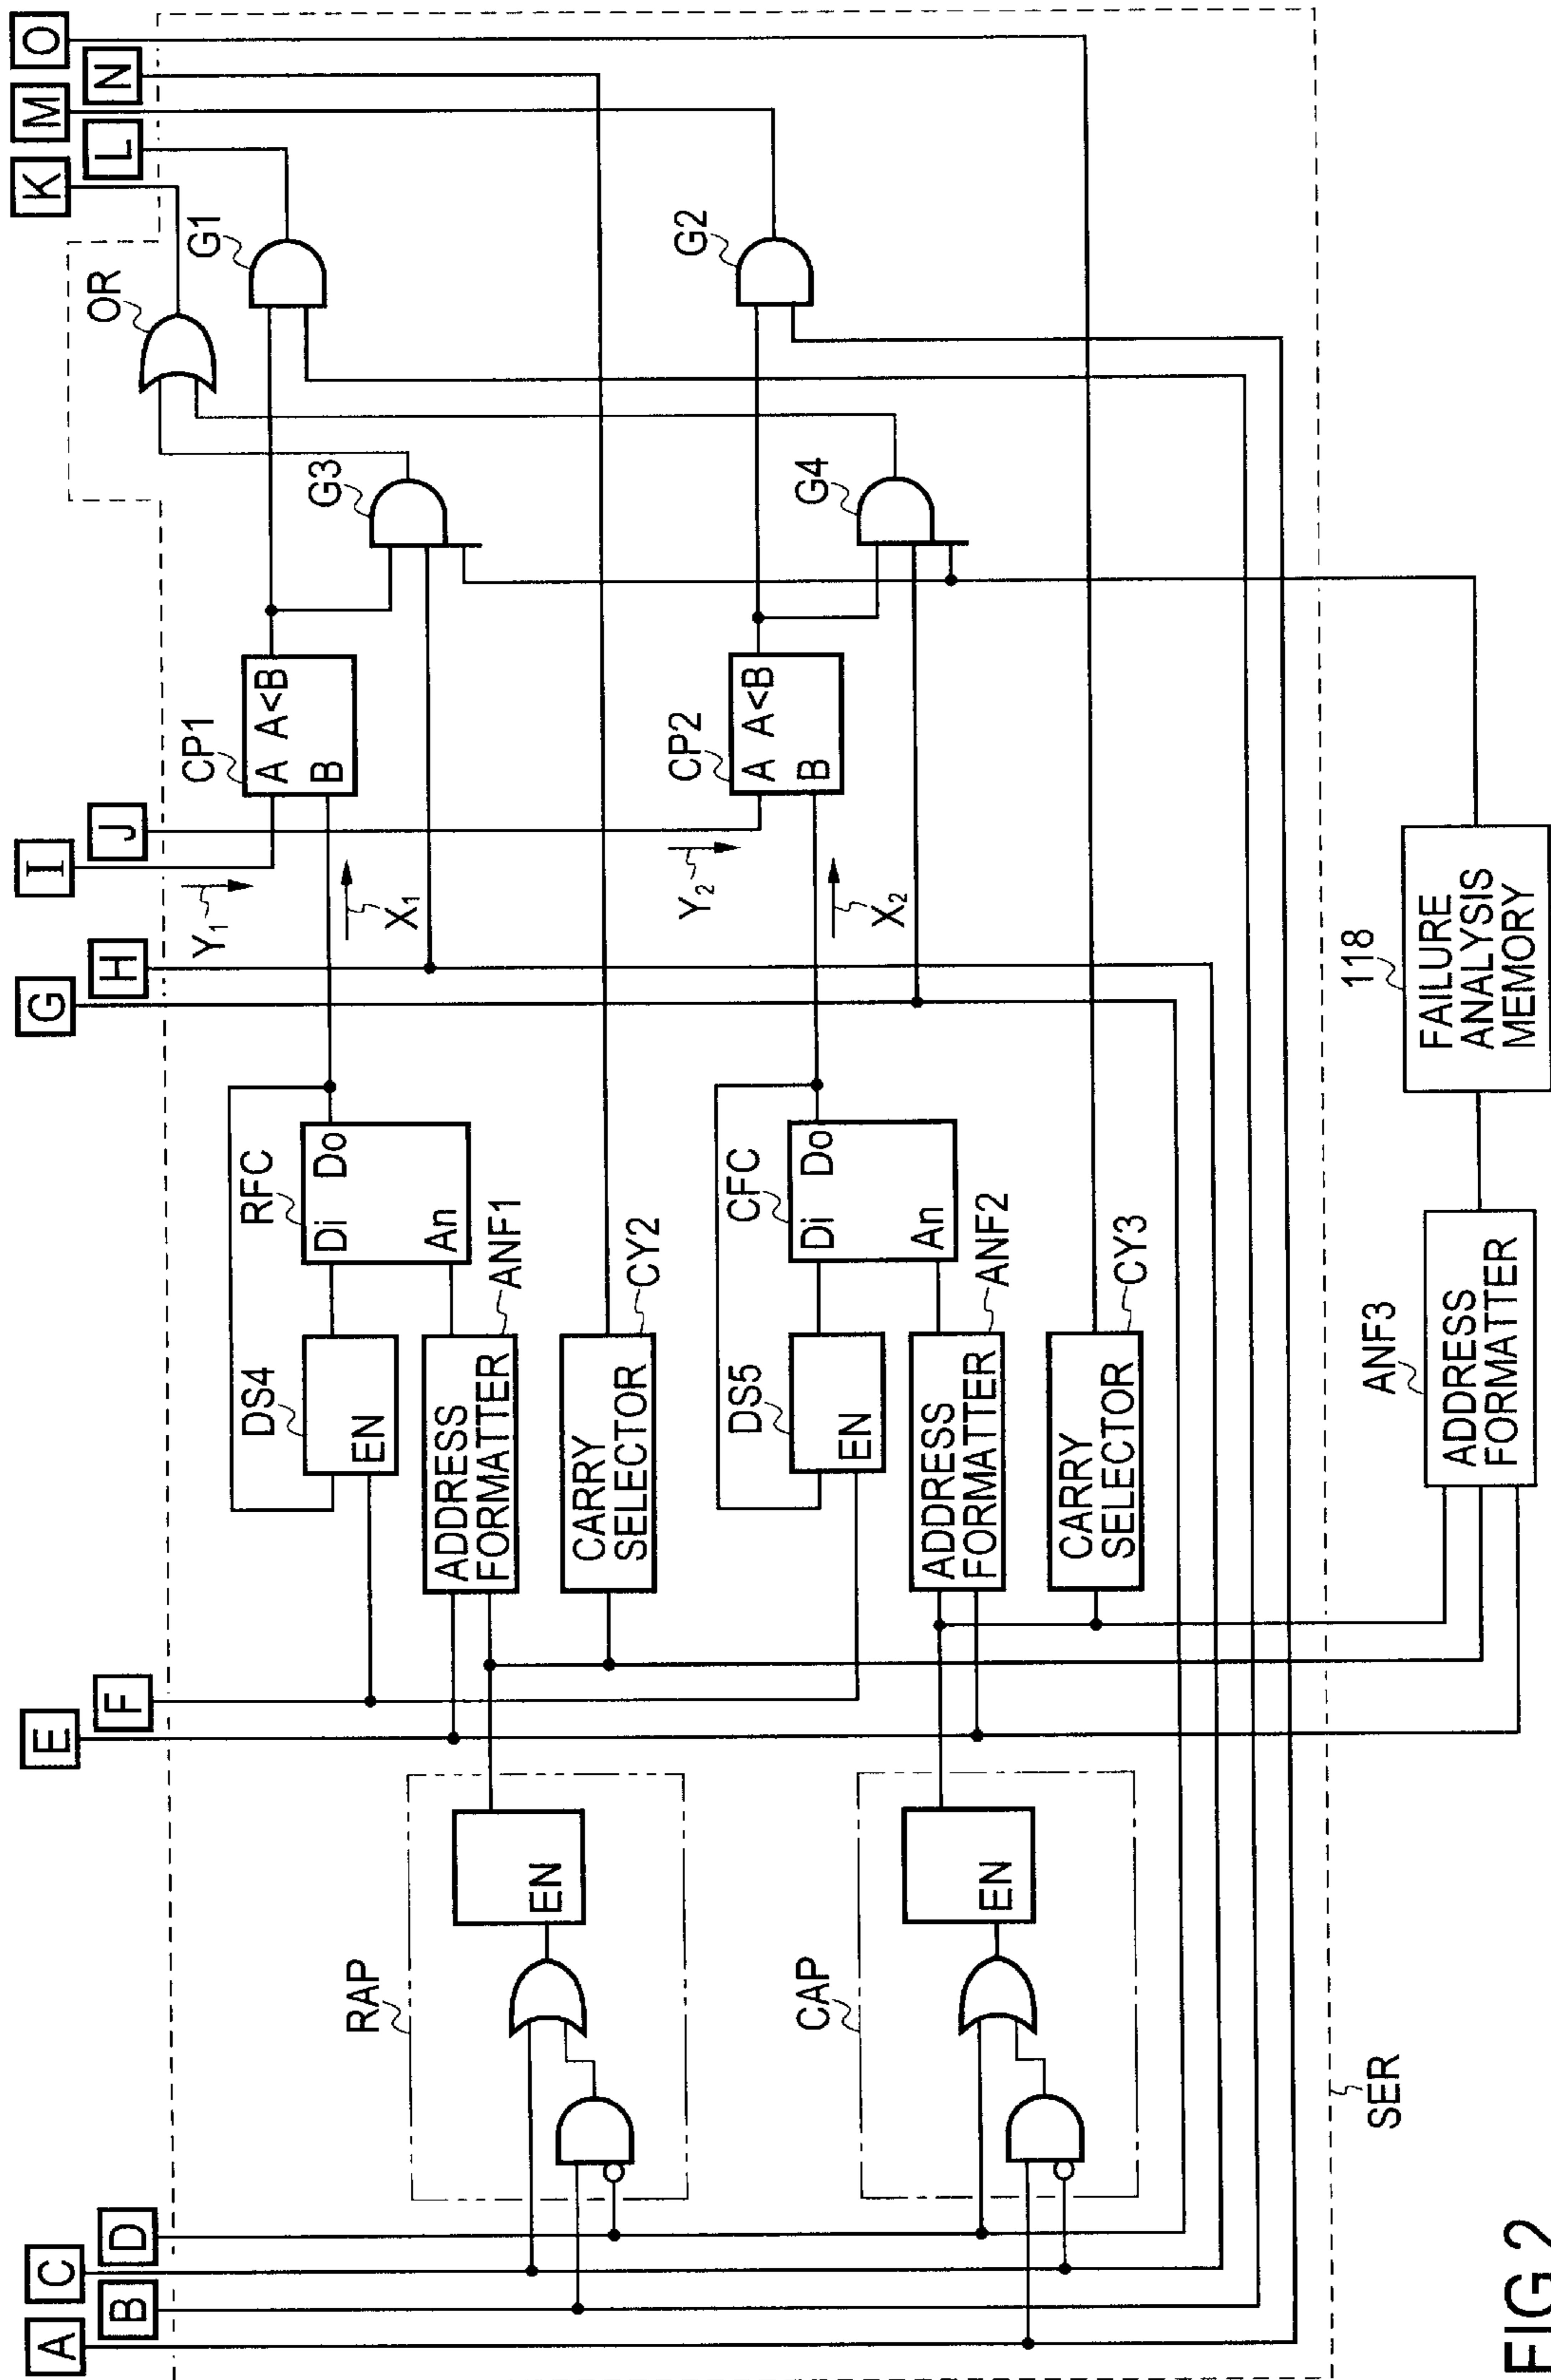 A
B
C
D
E
F
G
H
I
J
K
L
M
N
O
RAP
EN
DS4
EN
RFC
Di Do
An
ADDRESS
FORMATTER
ANF1
CARRY
SELECTOR
CY2
Y1
X1
CP1
A A<B
B
G3
OR
G1
CAP
EN
DS5
EN
CFC
Di Do
An
ADDRESS
FORMATTER
ANF2
CARRY
SELECTOR
CY3
Y2
X2
CP2
A A<B
B
G4
G2
SER
ANF3
ADDRESS
FORMATTER
118
FAILURE
ANALYSIS
MEMORY
FIG.2